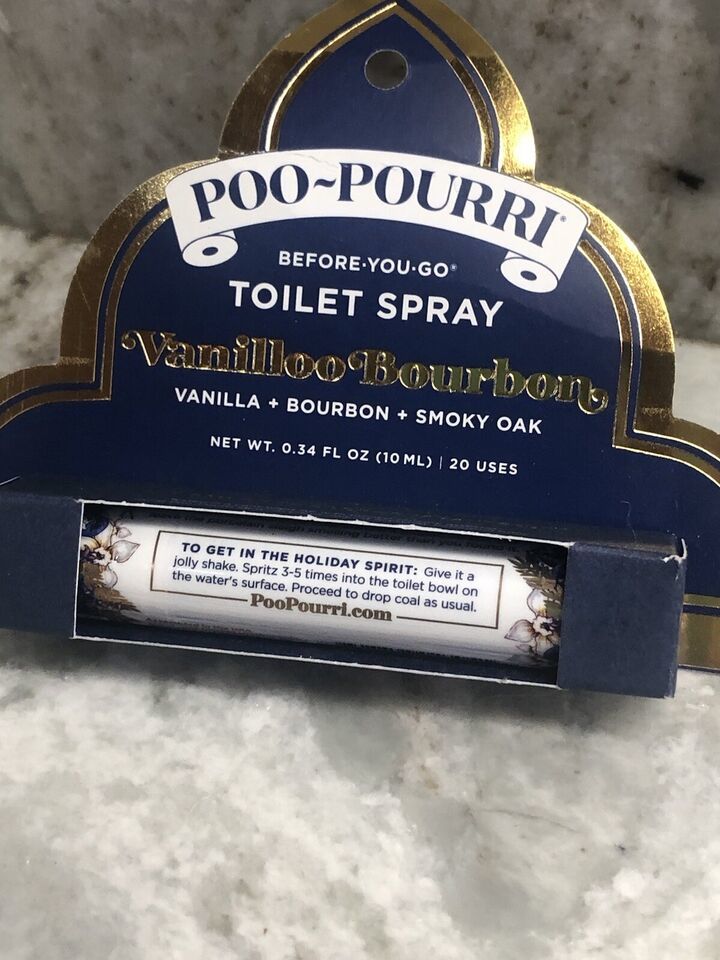 POO~POURRI®
BEFORE·YOU·GO®
TOILET SPRAY
Vanilloo Bourbon
VANILLA + BOURBON + SMOKY OAK
NET WT. 0.34 FL OZ (10 ML) | 20 USES
TO GET IN THE HOLIDAY SPIRIT: Give it a
jolly shake. Spritz 3-5 times into the toilet bowl on
the water's surface. Proceed to drop coal as usual.
PooPourri.com